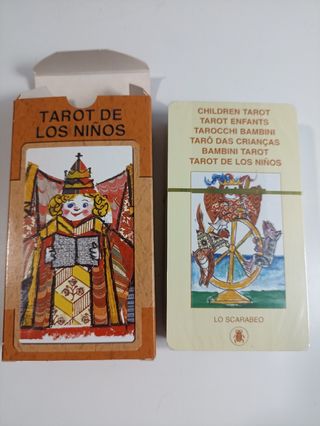 TAROT DE
LOS NIÑOS
CHILDREN TAROT
TAROT ENFANTS
TAROCCHI BAMBINI
TARÔ DAS CRIANÇAS
BAMBINI TAROT
TAROT DE LOS NIÑOS
LO SCARABEO